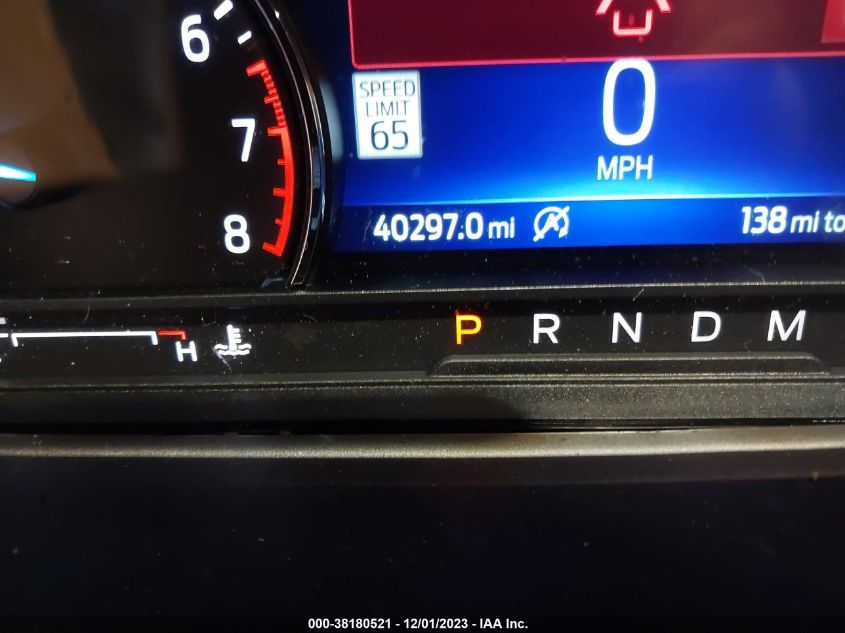 6
7
8
SPEED
LIMIT
65
0
MPH
40297.0 mi
138 mi to
H
P R N D M
000-38180521 - 12/01/2023 - IAA Inc.